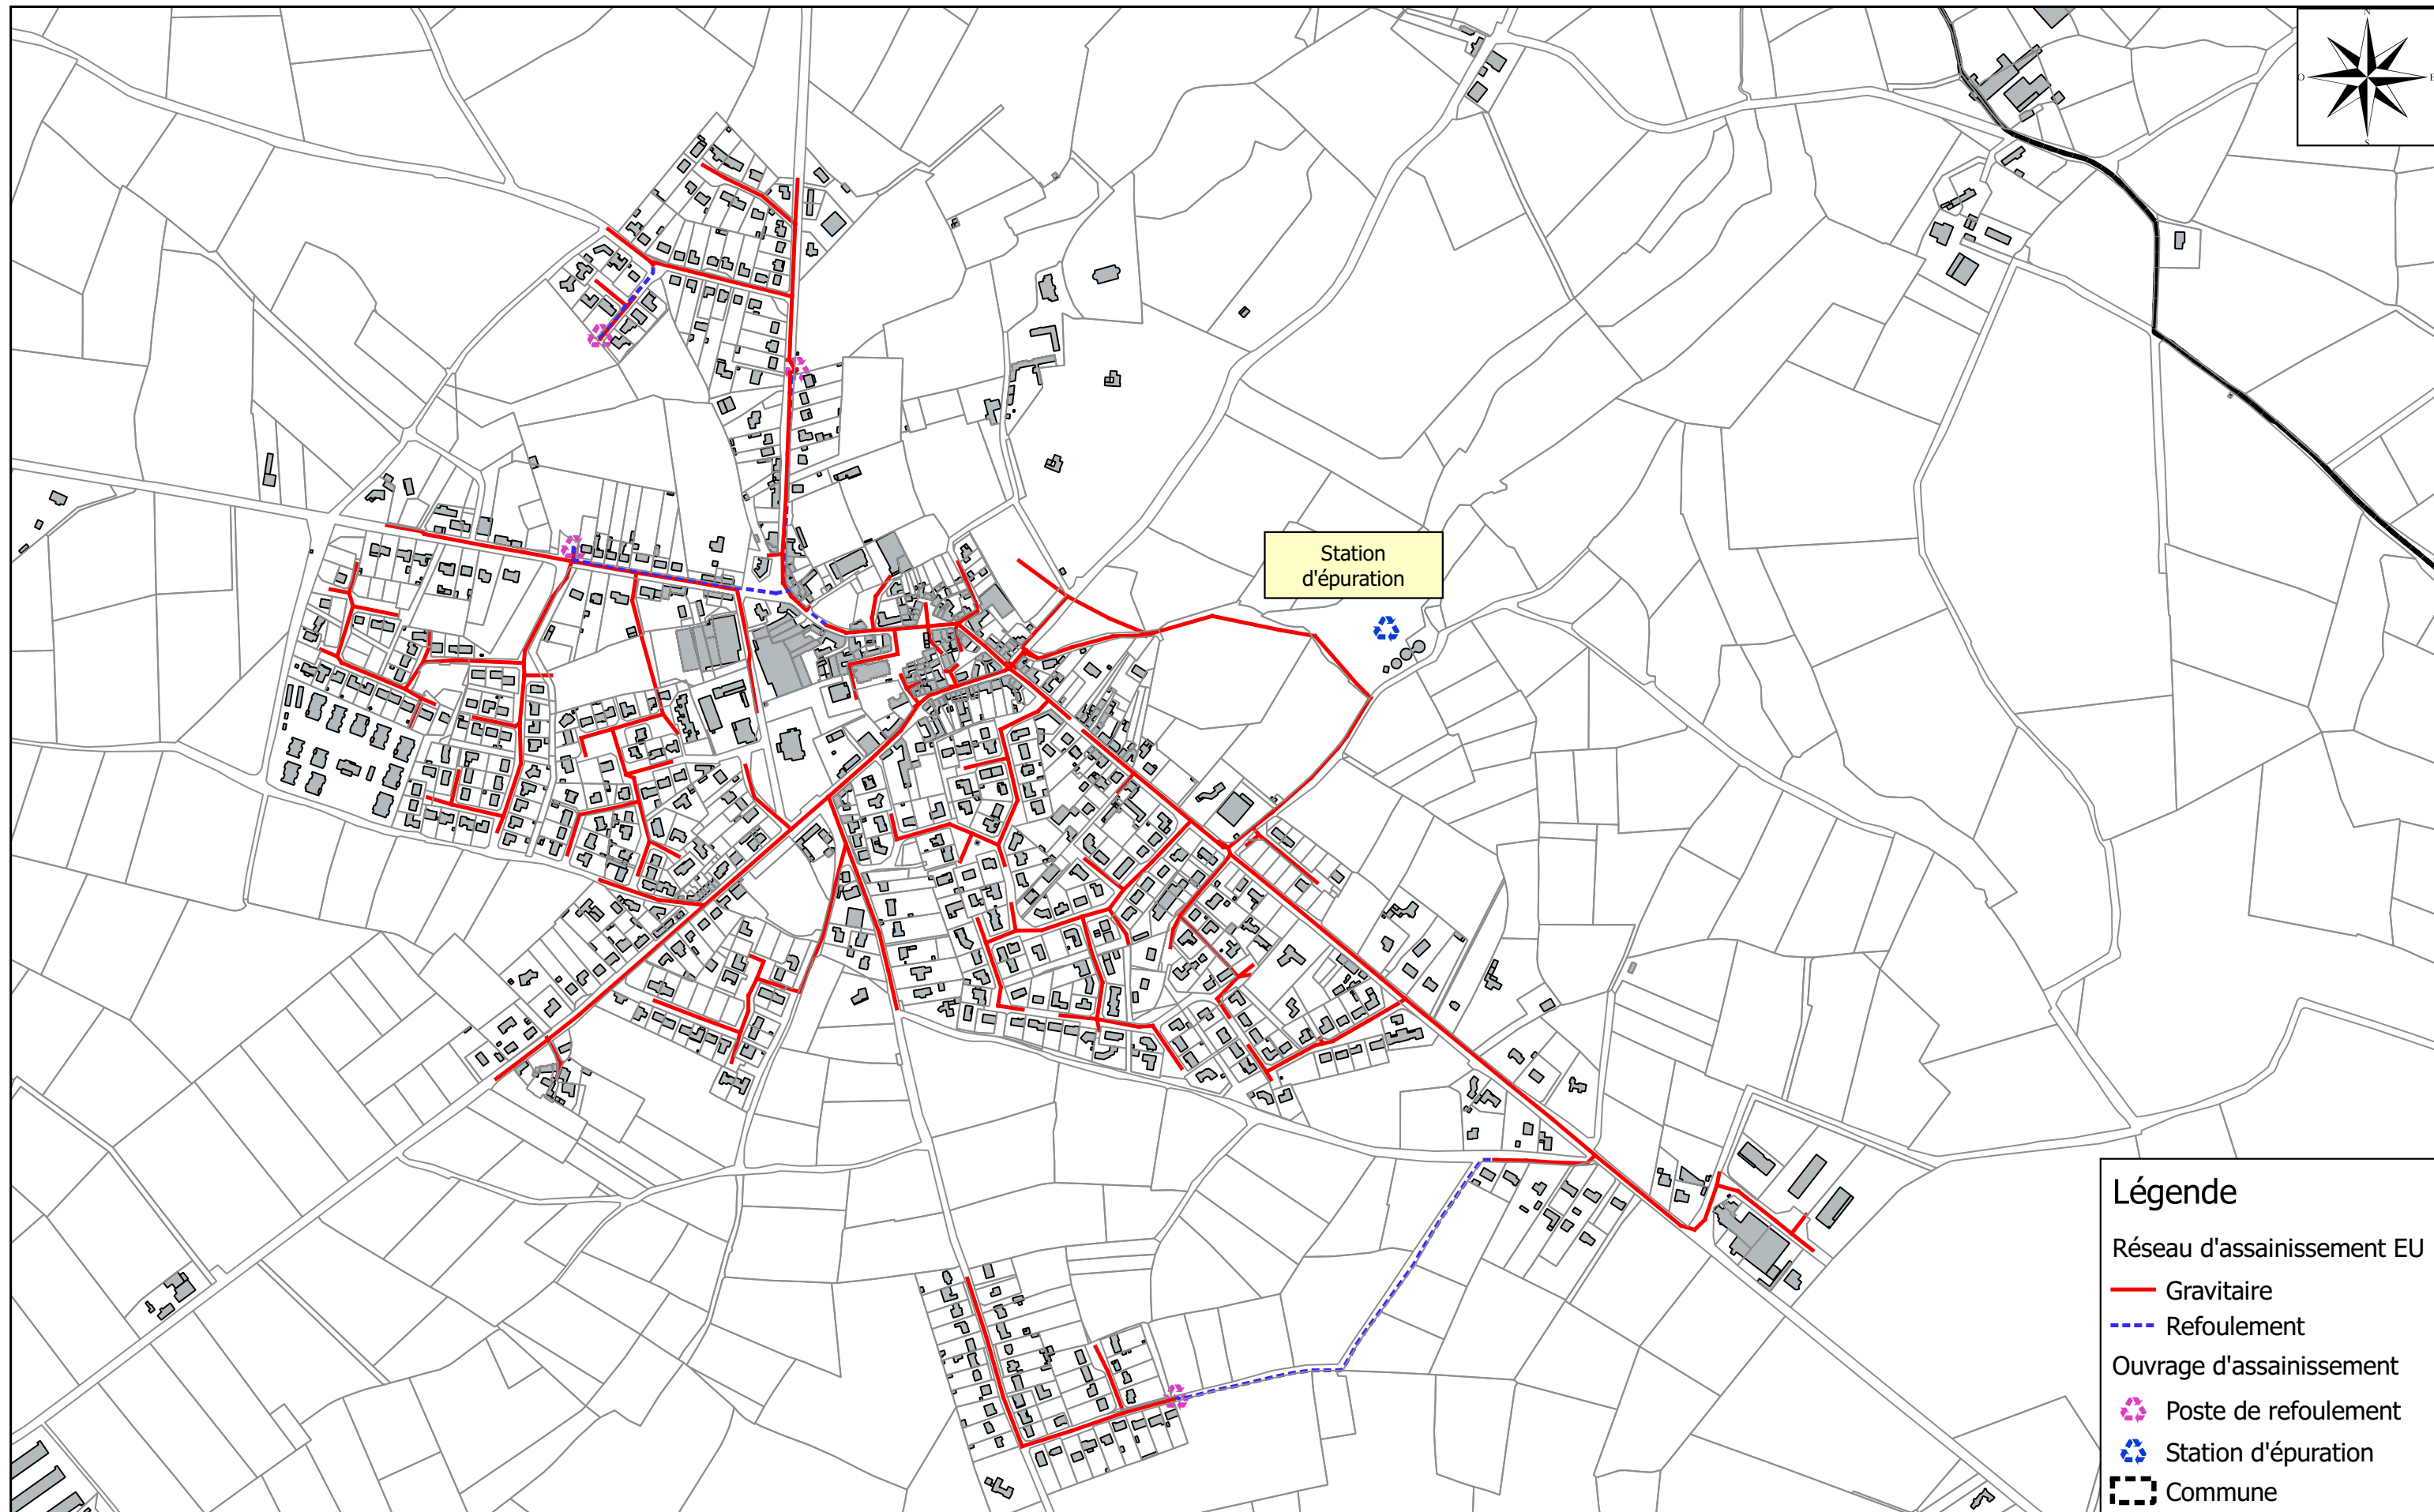 N
O
E
S
Station
d'épuration
Légende
Réseau d'assainissement EU
Gravitaire
Refoulement
Ouvrage d'assainissement
Poste de refoulement
Station d'épuration
Commune